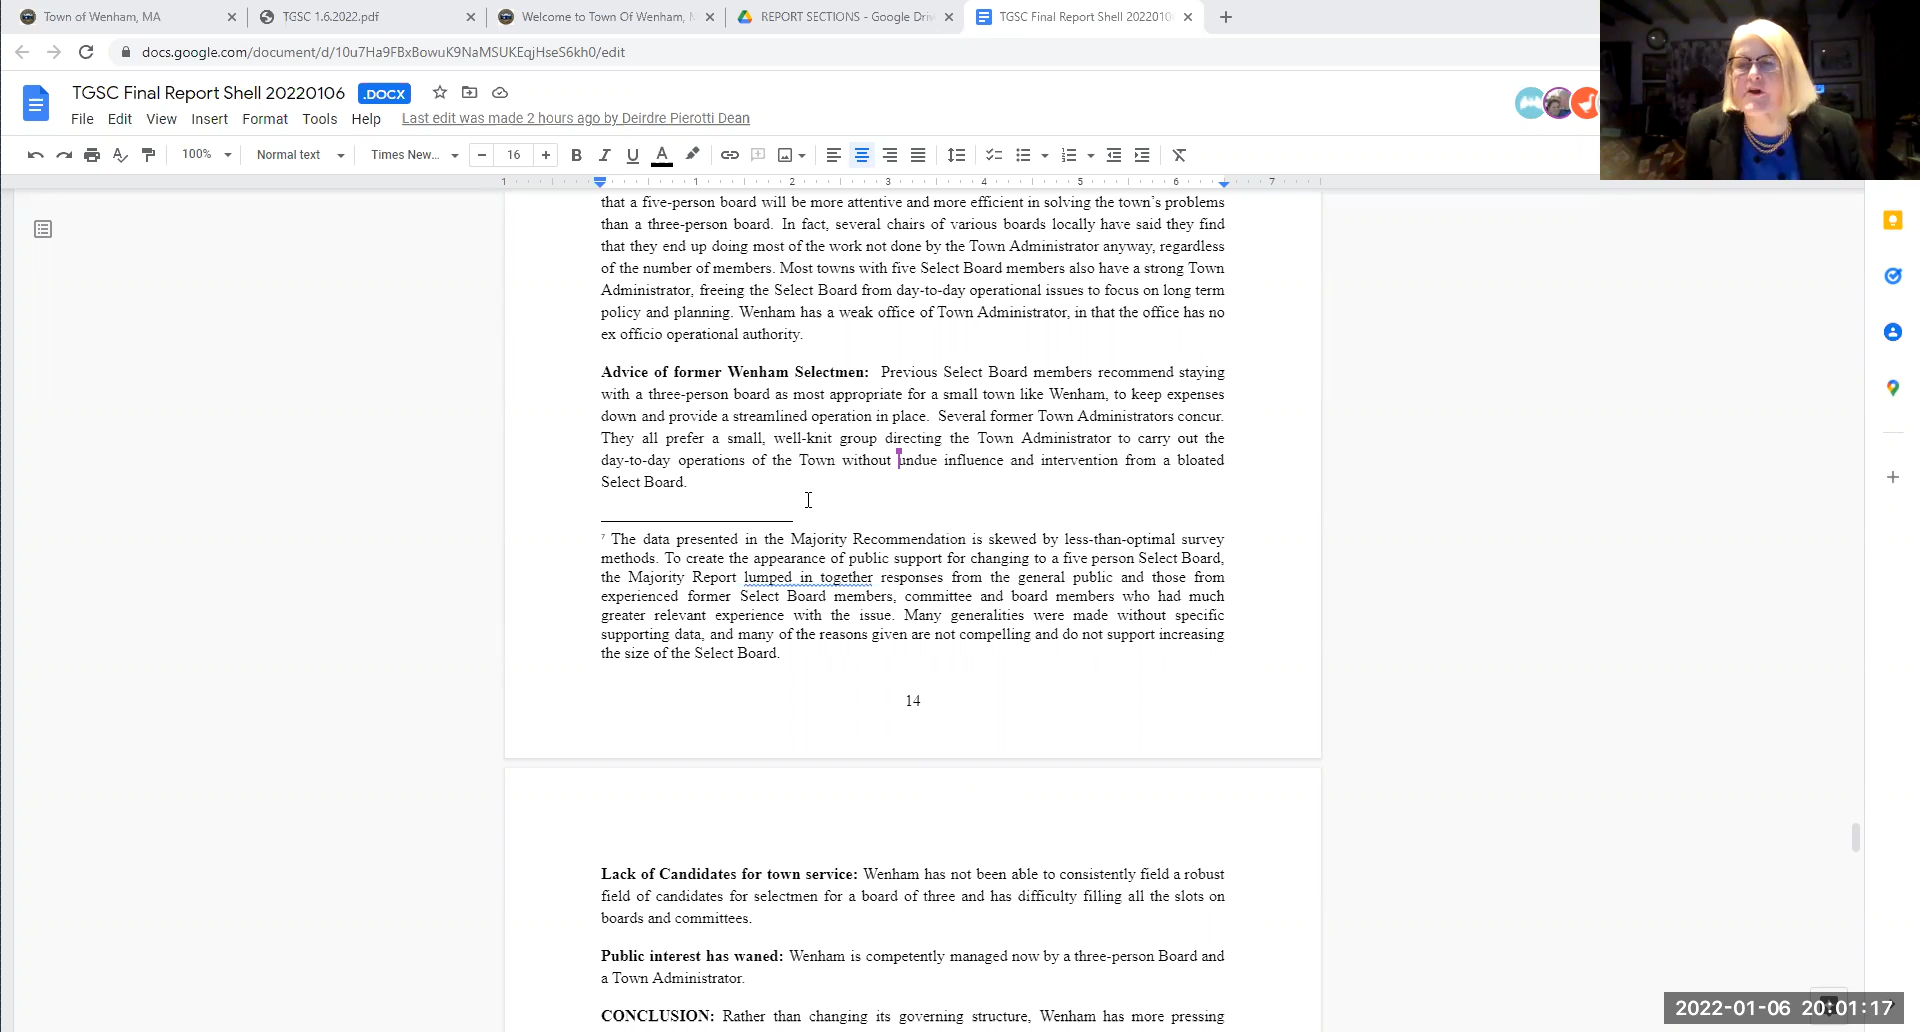 Town of Wenham, MA
TGSC 1.6.2022.pdf
Welcome to Town Of Wenham,
REPORT SECTIONS - Google Driv
TGSC Final Report Shell 2022010
docs.google.com/document/d/10u7Ha9FBxBowuK9NaMSUKEqjHseS6kh0/edit
TGSC Final Report Shell 20220106
.DOCX
File Edit View Insert Format Tools Help Last edit was made 2 hours ago by Deirdre Pierotti Dean
100% Normal text Times New... 16 B I U A
1 1 2 3 4 5 6 7
that a five-person board will be more attentive and more efficient in solving the town's problems
than a three-person board. In fact, several chairs of various boards locally have said they find
that they end up doing most of the work not done by the Town Administrator anyway, regardless
of the number of members. Most towns with five Select Board members also have a strong Town
Administrator, freeing the Select Board from day-to-day operational issues to focus on long term
policy and planning. Wenham has a weak office of Town Administrator, in that the office has no
ex officio operational authority.
Advice of former Wenham Selectmen: Previous Select Board members recommend staying
with a three-person board as most appropriate for a small town like Wenham, to keep expenses
down and provide a streamlined operation in place. Several former Town Administrators concur.
They all prefer a small, well-knit group directing the Town Administrator to carry out the
day-to-day operations of the Town without undue influence and intervention from a bloated
Select Board.
7 The data presented in the Majority Recommendation is skewed by less-than-optimal survey
methods. To create the appearance of public support for changing to a five person Select Board,
the Majority Report lumped in together responses from the general public and those from
experienced former Select Board members, committee and board members who had much
greater relevant experience with the issue. Many generalities were made without specific
supporting data, and many of the reasons given are not compelling and do not support increasing
the size of the Select Board.
14
Lack of Candidates for town service: Wenham has not been able to consistently field a robust
field of candidates for selectmen for a board of three and has difficulty filling all the slots on
boards and committees.
Public interest has waned: Wenham is competently managed now by a three-person Board and
a Town Administrator.
CONCLUSION: Rather than changing its governing structure, Wenham has more pressing
2022-01-06 20:01:17